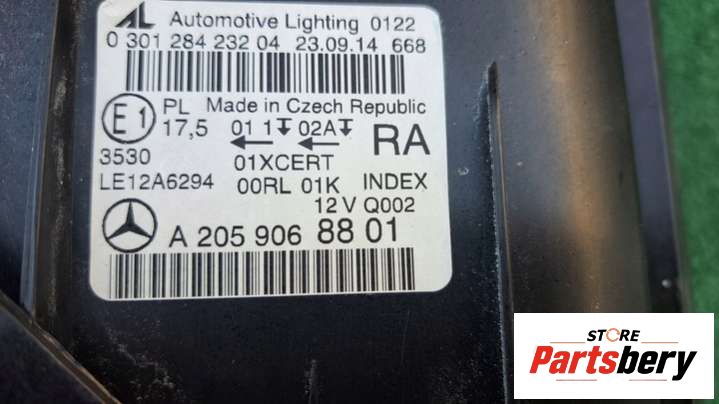 AL Automotive Lighting 0122
0 301 284 232 04 23.09.14 668
E1 PL Made in Czech Republic
17,5 01 1 02A RA
3530 01XCERT
LE12A6294 00RL 01K INDEX
12 V Q002
A 205 906 88 01
STORE
Partsbery